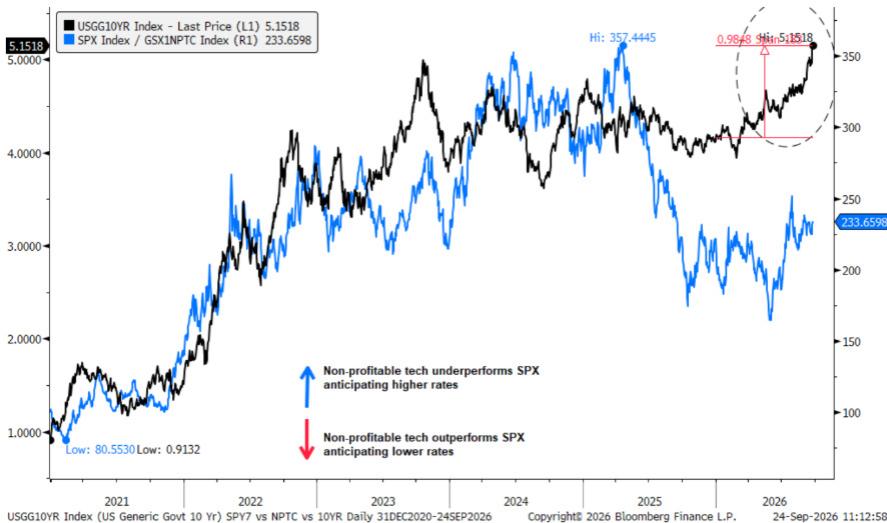 USGG10YR Index - Last Price (L1) 5.1518
SPX Index / GSX1NPTC Index (R1) 233.6598
Hi: 357.4445
Hi: 5.1518
5.1518
5.0000
4.0000
3.0000
2.0000
1.0000
350
300
250
233.6598
200
150
100
Non-profitable tech underperforms SPX
anticipating higher rates
Non-profitable tech outperforms SPX
anticipating lower rates
Low: 80.5530 Low: 0.9132
2021 2022 2023 2024 2025 2026
USGG10YR Index (US Generic Govt 10 Yr) SPY7 vs NPTC vs 10YR Daily 31DEC2020-24SEP2026 Copyright© 2026 Bloomberg Finance L.P. 24-Sep-2026 11:12:58